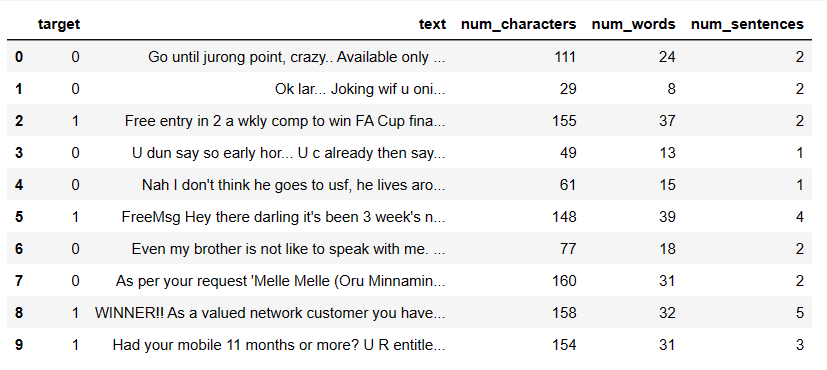 target text num_characters num_words num_sentences
0 0 Go until jurong point, crazy.. Available only ... 111 24 2
1 0 Ok lar... Joking wif u oni... 29 8 2
2 1 Free entry in 2 a wkly comp to win FA Cup fina... 155 37 2
3 0 U dun say so early hor... U c already then say... 49 13 1
4 0 Nah I don't think he goes to usf, he lives aro... 61 15 1
5 1 FreeMsg Hey there darling it's been 3 week's n... 148 39 4
6 0 Even my brother is not like to speak with me. ... 77 18 2
7 0 As per your request 'Melle Melle (Oru Minnamin... 160 31 2
8 1 WINNER!! As a valued network customer you have... 158 32 5
9 1 Had your mobile 11 months or more? U R entitle... 154 31 3